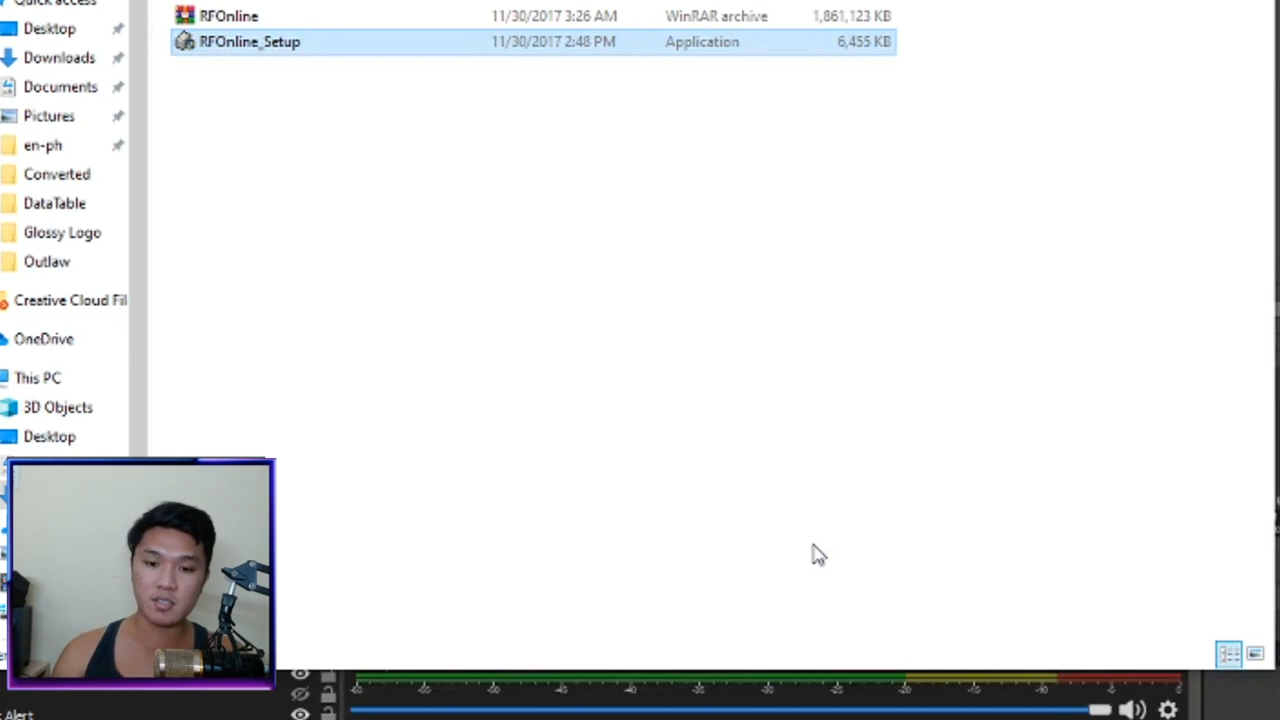 Quick access
RFOnline 11/30/2017 3:26 AM WinRAR archive 1,861,123 KB
Desktop
RFOnline_Setup 11/30/2017 2:48 PM Application 6,455 KB
Downloads
Documents
Pictures
en-ph
Converted
DataTable
Glossy Logo
Outlaw
Creative Cloud Fil
OneDrive
This PC
3D Objects
Desktop
Alert